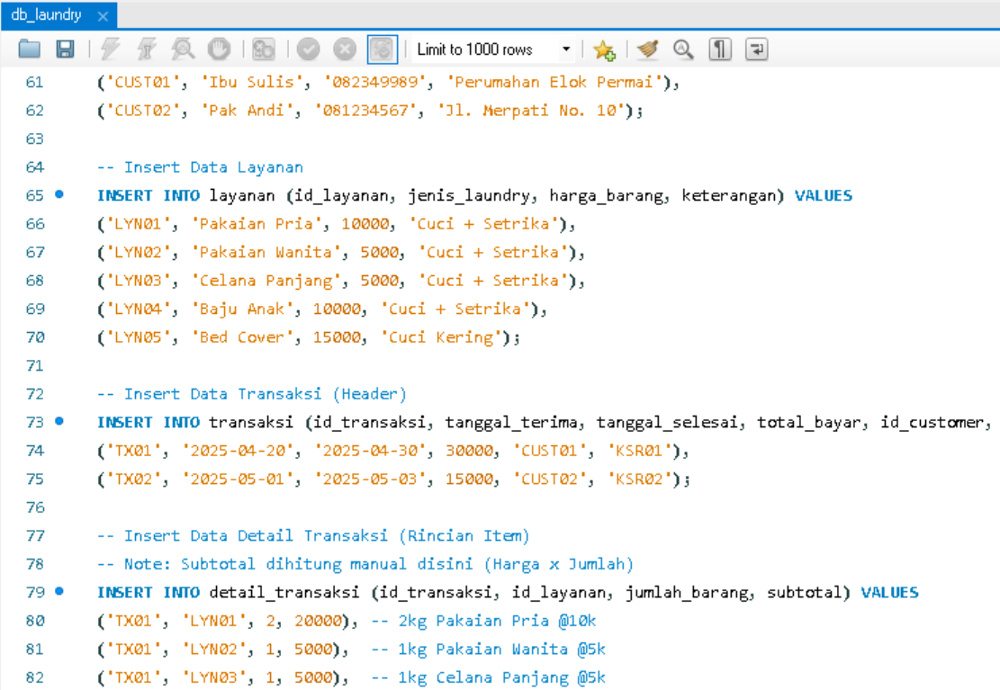 db_laundry
Limit to 1000 rows
61 ('CUST01', 'Ibu Sulis', '082349989', 'Perumahan Elok Permai'),
62 ('CUST02', 'Pak Andi', '081234567', 'Jl. Merpati No. 10');
63
64 -- Insert Data Layanan
65 INSERT INTO layanan (id_layanan, jenis_laundry, harga_barang, keterangan) VALUES
66 ('LYN01', 'Pakaian Pria', 10000, 'Cuci + Setrika'),
67 ('LYN02', 'Pakaian Wanita', 5000, 'Cuci + Setrika'),
68 ('LYN03', 'Celana Panjang', 5000, 'Cuci + Setrika'),
69 ('LYN04', 'Baju Anak', 10000, 'Cuci + Setrika'),
70 ('LYN05', 'Bed Cover', 15000, 'Cuci Kering');
71
72 -- Insert Data Transaksi (Header)
73 INSERT INTO transaksi (id_transaksi, tanggal_terima, tanggal_selesai, total_bayar, id_customer,
74 ('TX01', '2025-04-20', '2025-04-30', 30000, 'CUST01', 'KSR01'),
75 ('TX02', '2025-05-01', '2025-05-03', 15000, 'CUST02', 'KSR02');
76
77 -- Insert Data Detail Transaksi (Rincian Item)
78 -- Note: Subtotal dihitung manual disini (Harga x Jumlah)
79 INSERT INTO detail_transaksi (id_transaksi, id_layanan, jumlah_barang, subtotal) VALUES
80 ('TX01', 'LYN01', 2, 20000), -- 2kg Pakaian Pria @10k
81 ('TX01', 'LYN02', 1, 5000), -- 1kg Pakaian Wanita @5k
82 ('TX01', 'LYN03', 1, 5000), -- 1kg Celana Panjang @5k